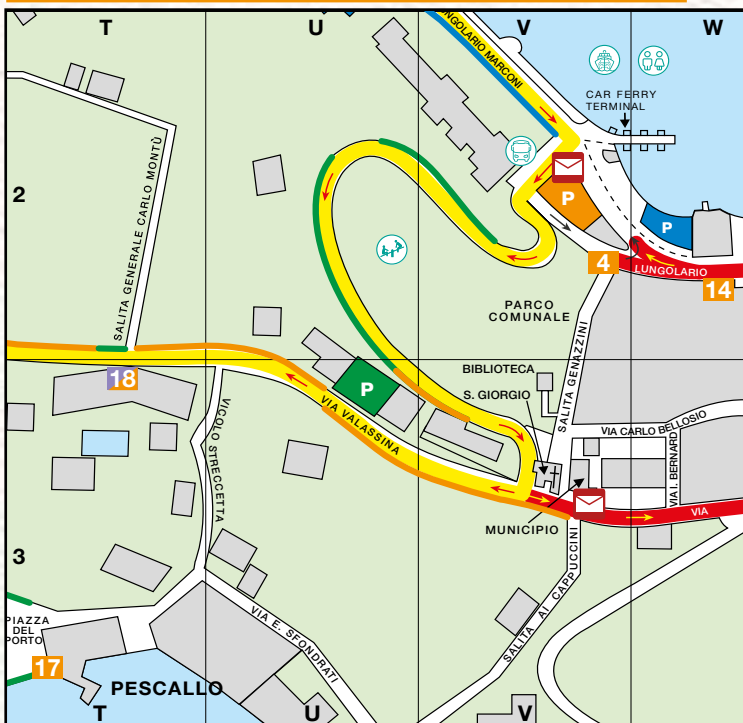 T
U
V
W
LUNGOLARIO MARCONI
CAR FERRY
TERMINAL
2
SALITA GENERALE CARLO MONTÙ
P
P
4
LUNGOLARIO
14
PARCO
COMUNALE
SALITA GENAZZINI
18
P
BIBLIOTECA
S. GIORGIO
VIA VALASSINA
VICOLO STRECCETTA
VIA CARLO BELLOSIO
VIA I. BERNARD
VIA
MUNICIPIO
3
SALITA AI CAPPUCCINI
PIAZZA
DEL
PORTO
VIA E. SFONDRATI
17
PESCALLO
T
U
V